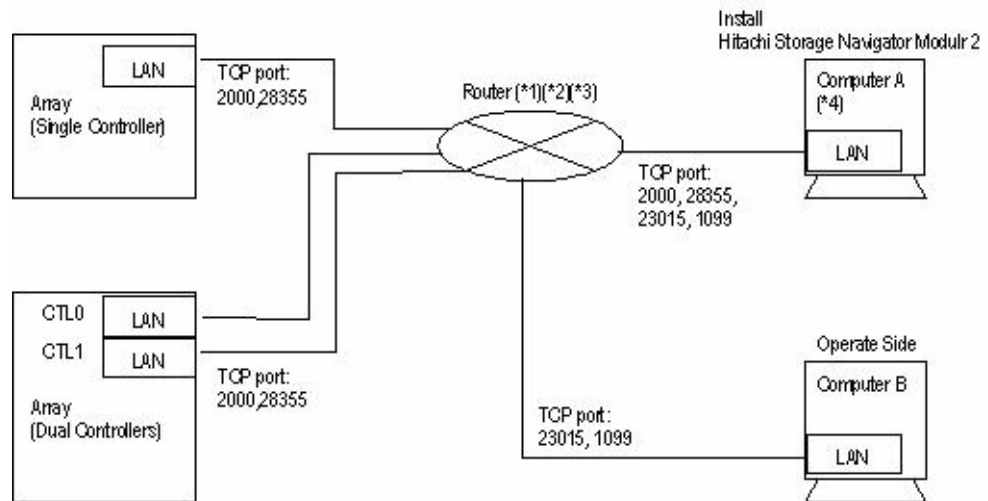 Install
Hitachi Storage Navigator Modulr 2
LAN
TCP port:
2000,28355
Array
(Single Controller)
Router (*1)(*2)(*3)
Computer A
(*4)
LAN
TCP port:
2000, 28355,
23015, 1099
CTL0
LAN
CTL1
LAN
TCP port:
2000,28355
Array
(Dual Controllers)
Operate Side
Computer B
TCP port:
23015, 1099
LAN